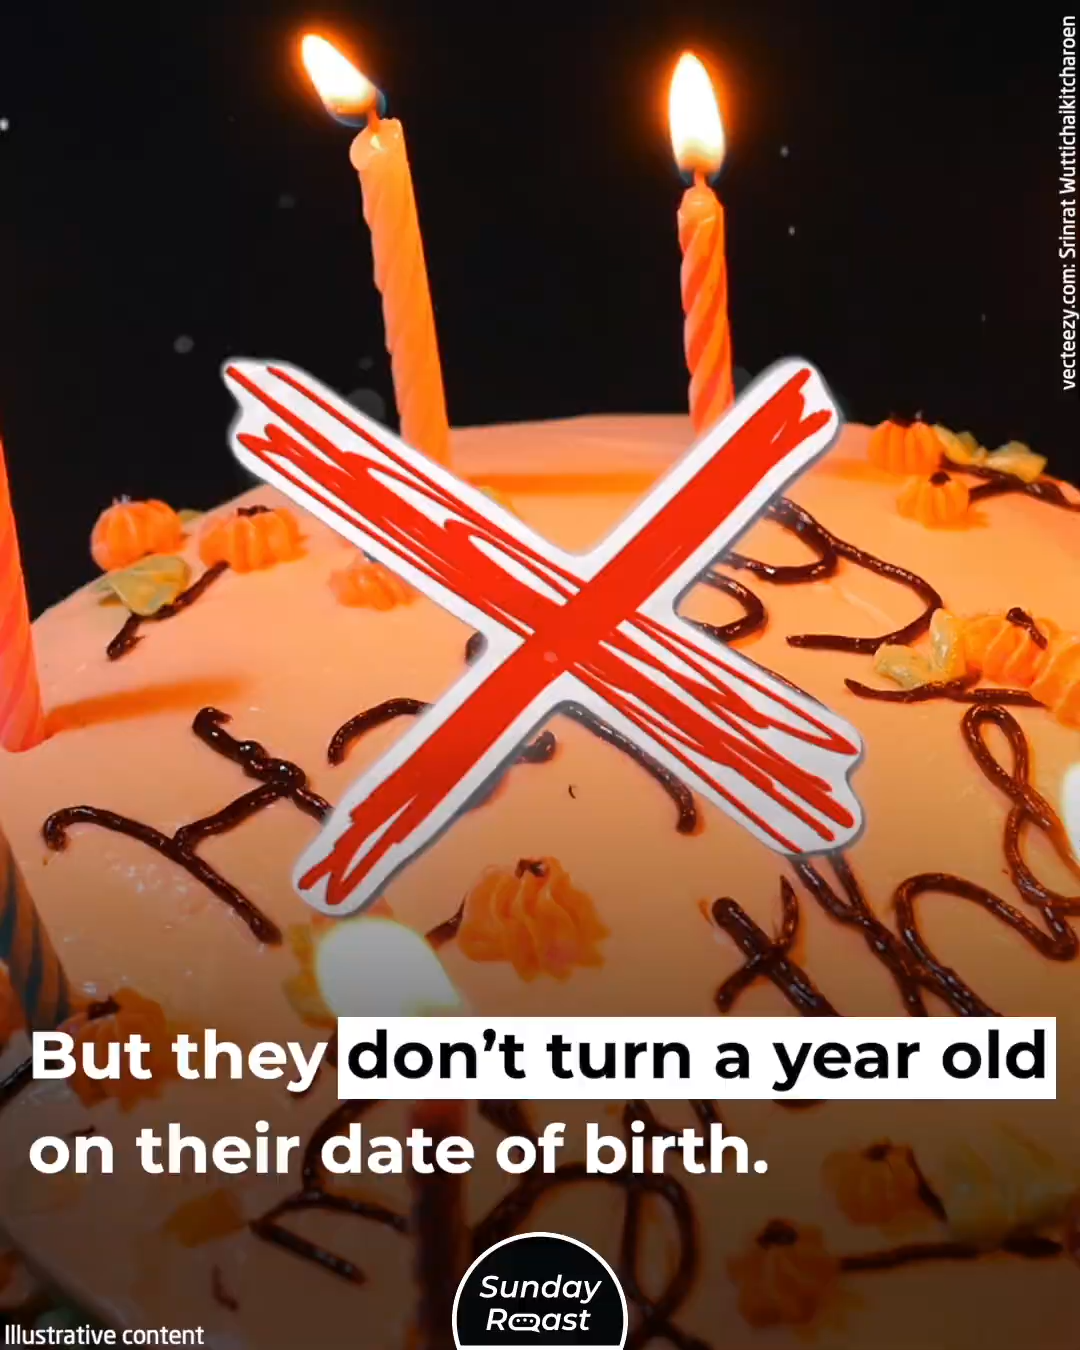 vecteezy.com: Srinrat Wuttichaikitcharoen
But they don't turn a year old
on their date of birth.
Sunday
Roast
Illustrative content